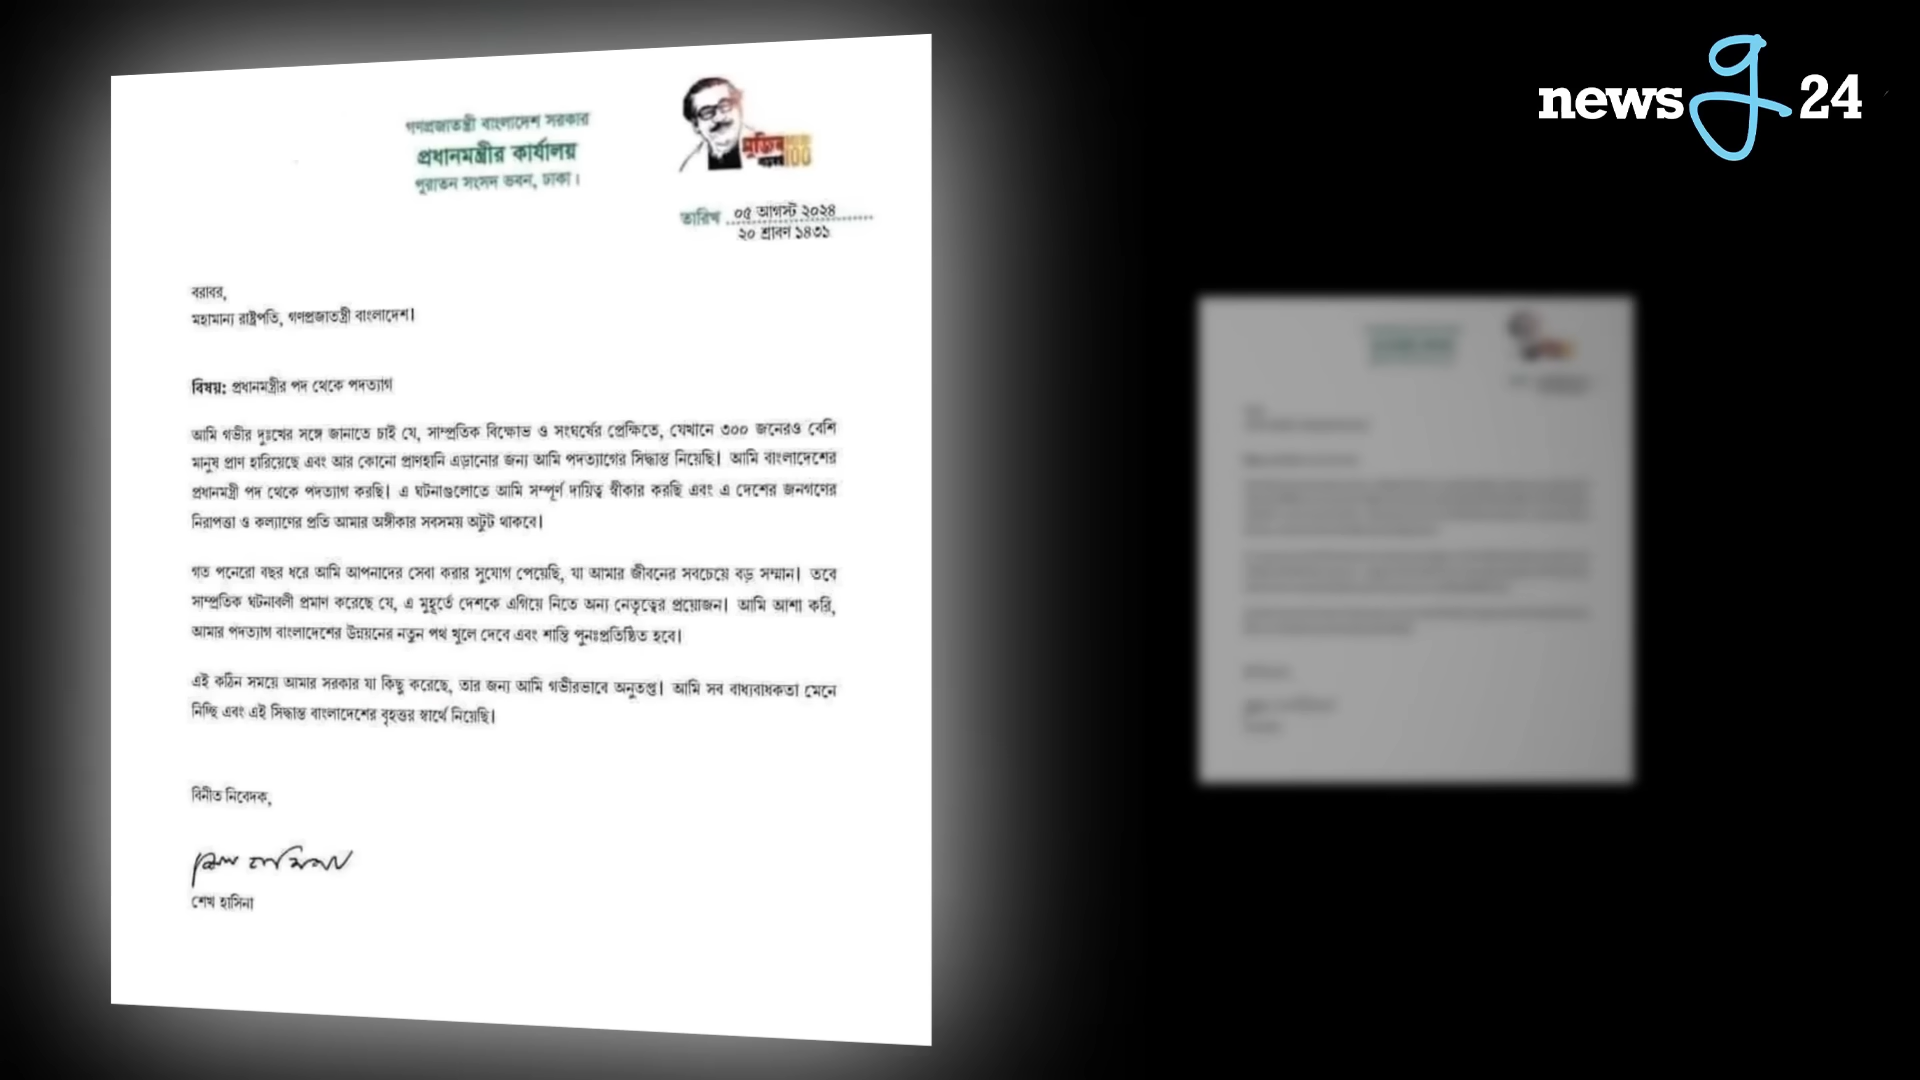 news g 24
গণপ্রজাতন্ত্রী বাংলাদেশ সরকার
প্রধানমন্ত্রীর কার্যালয়
পুরাতন সংসদ ভবন, ঢাকা।
মুজিব
100
তারিখ ০৫ আগস্ট ২০২৪
২০ শ্রাবণ ১৪৩১
বরাবর,
মহামান্য রাষ্ট্রপতি, গণপ্রজাতন্ত্রী বাংলাদেশ।
বিষয়: প্রধানমন্ত্রীর পদ থেকে পদত্যাগ
আমি গভীর দুঃখের সঙ্গে জানাতে চাই যে, সাম্প্রতিক বিক্ষোভ ও সংঘর্ষের প্রেক্ষিতে, যেখানে ৩০০ জনেরও বেশি
মানুষ প্রাণ হারিয়েছে এবং আর কোনো প্রাণহানি এড়ানোর জন্য আমি পদত্যাগের সিদ্ধান্ত নিয়েছি। আমি বাংলাদেশের
প্রধানমন্ত্রী পদ থেকে পদত্যাগ করছি। এ ঘটনাগুলোতে আমি সম্পূর্ণ দায়িত্ব স্বীকার করছি এবং এ দেশের জনগণের
নিরাপত্তা ও কল্যাণের প্রতি আমার অঙ্গীকার সবসময় অটুট থাকবে।
গত পনেরো বছর ধরে আমি আপনাদের সেবা করার সুযোগ পেয়েছি, যা আমার জীবনের সবচেয়ে বড় সম্মান। তবে
সাম্প্রতিক ঘটনাবলী প্রমাণ করেছে যে, এ মুহূর্তে দেশকে এগিয়ে নিতে অন্য নেতৃত্বের প্রয়োজন। আমি আশা করি,
আমার পদত্যাগ বাংলাদেশের উন্নয়নের নতুন পথ খুলে দেবে এবং শান্তি পুনঃপ্রতিষ্ঠিত হবে।
এই কঠিন সময়ে আমার সরকার যা কিছু করেছে, তার জন্য আমি গভীরভাবে অনুতপ্ত। আমি সব বাধ্যবাধকতা মেনে
নিচ্ছি এবং এই সিদ্ধান্ত বাংলাদেশের বৃহত্তর স্বার্থে নিয়েছি।
বিনীত নিবেদক,
শেখ হাসিনা